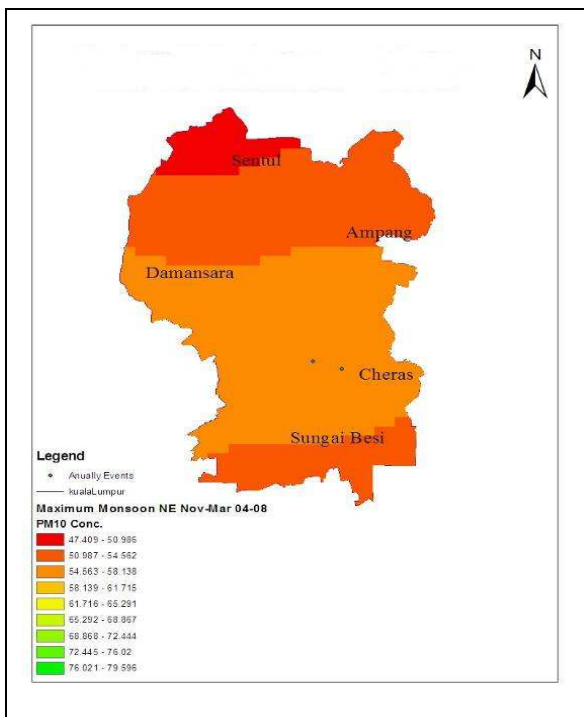 N
Sentul
Ampang
Damansara
Cheras
Sungai Besi
Legend
Anually Events
kualaLumpur
Maximum Monsoon NE Nov-Mar 04-08
PM10 Conc.
47.409 - 50.986
50.987 - 54.562
54.563 - 58.138
58.139 - 61.715
61.716 - 65.291
65.292 - 68.867
68.868 - 72.444
72.445 - 76.02
76.021 - 79.596